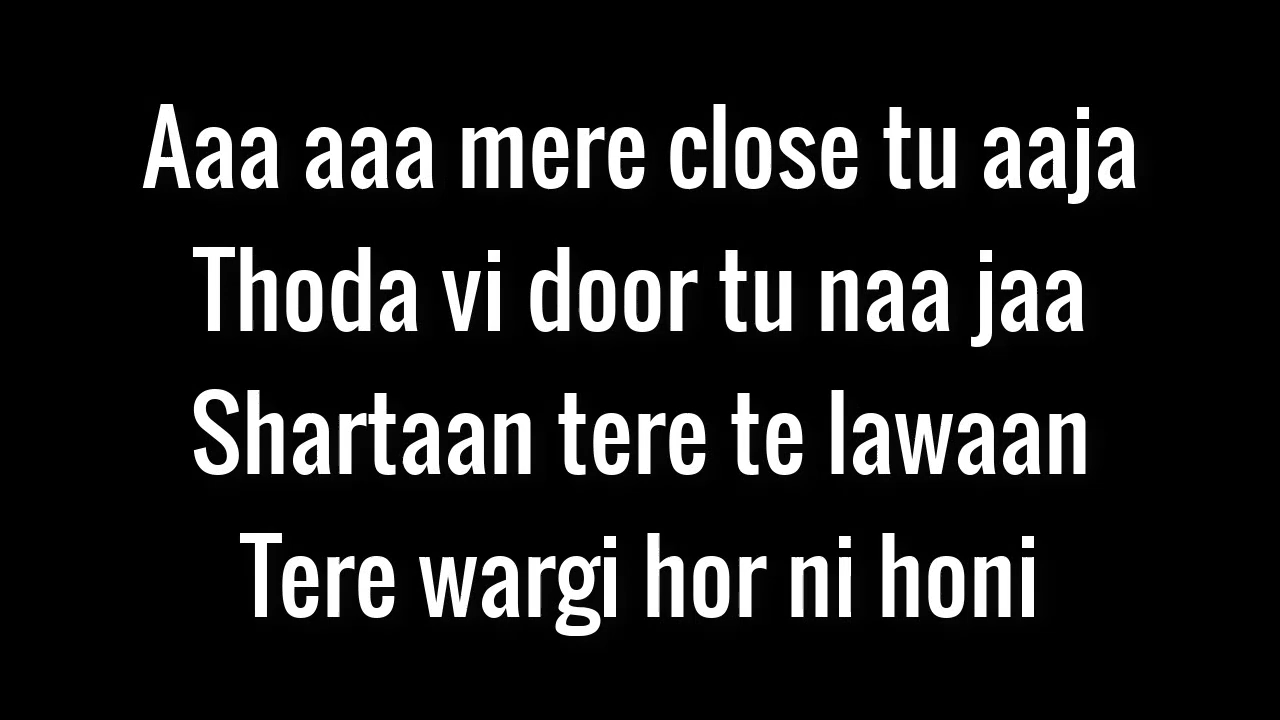 Aaa aaa mere close tu aaja
Thoda vi door tu naa jaa
Shartaan tere te lawaan
Tere wargi hor ni honi